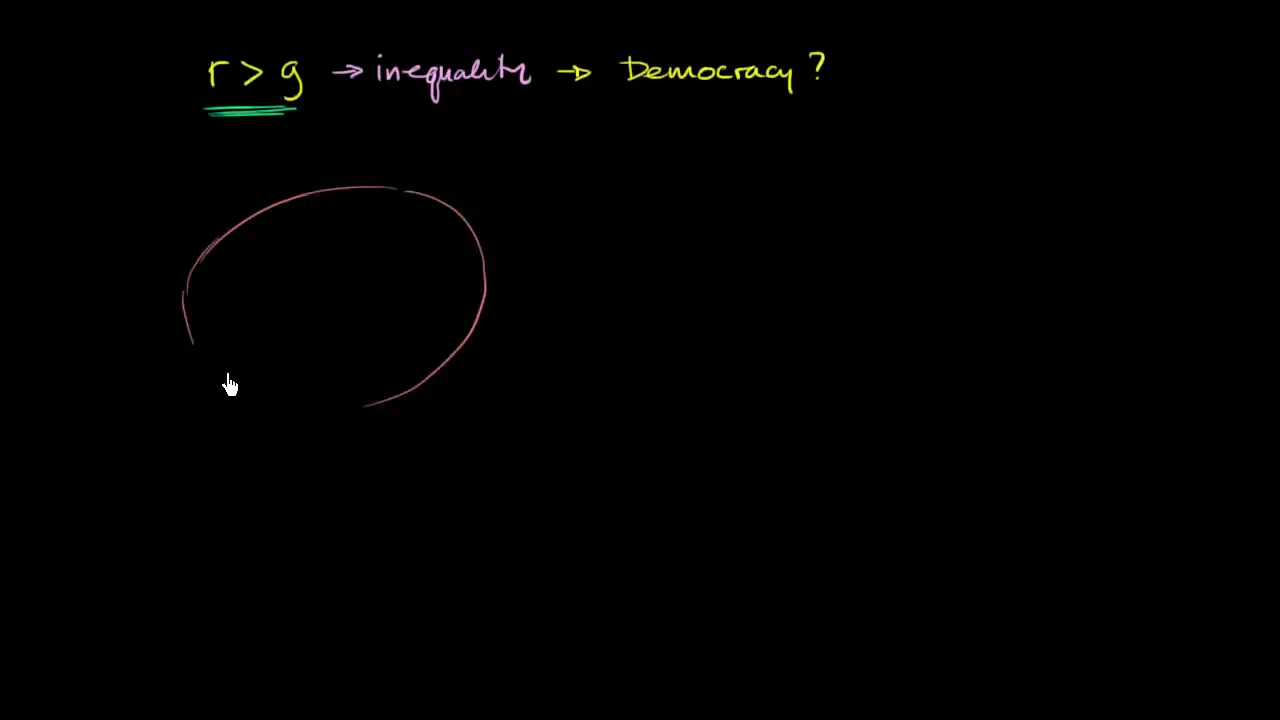 r > g → inequality → Democracy ?